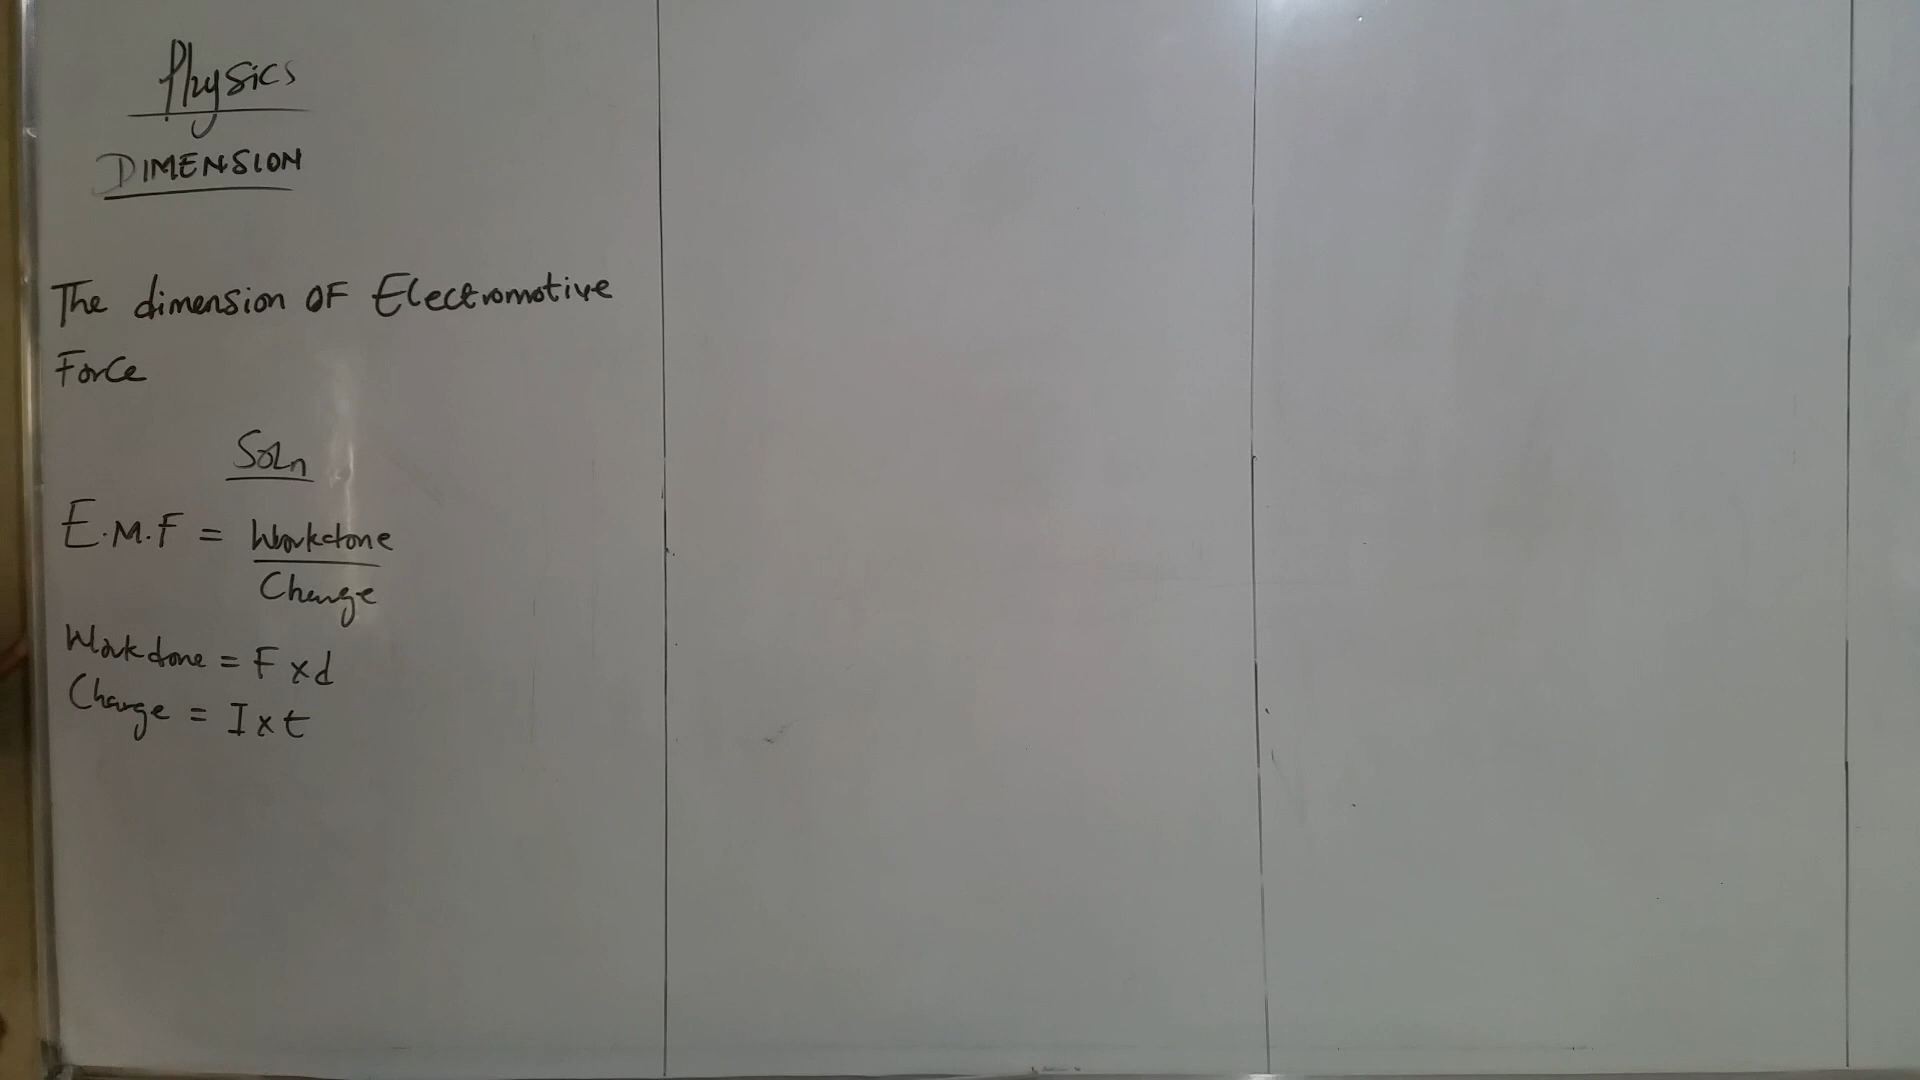 Physics
DIMENSION
The dimension OF Electromotive
Force
Soln
E.M.F = Workdone
Charge
Workdone = F x d
Charge = I x t